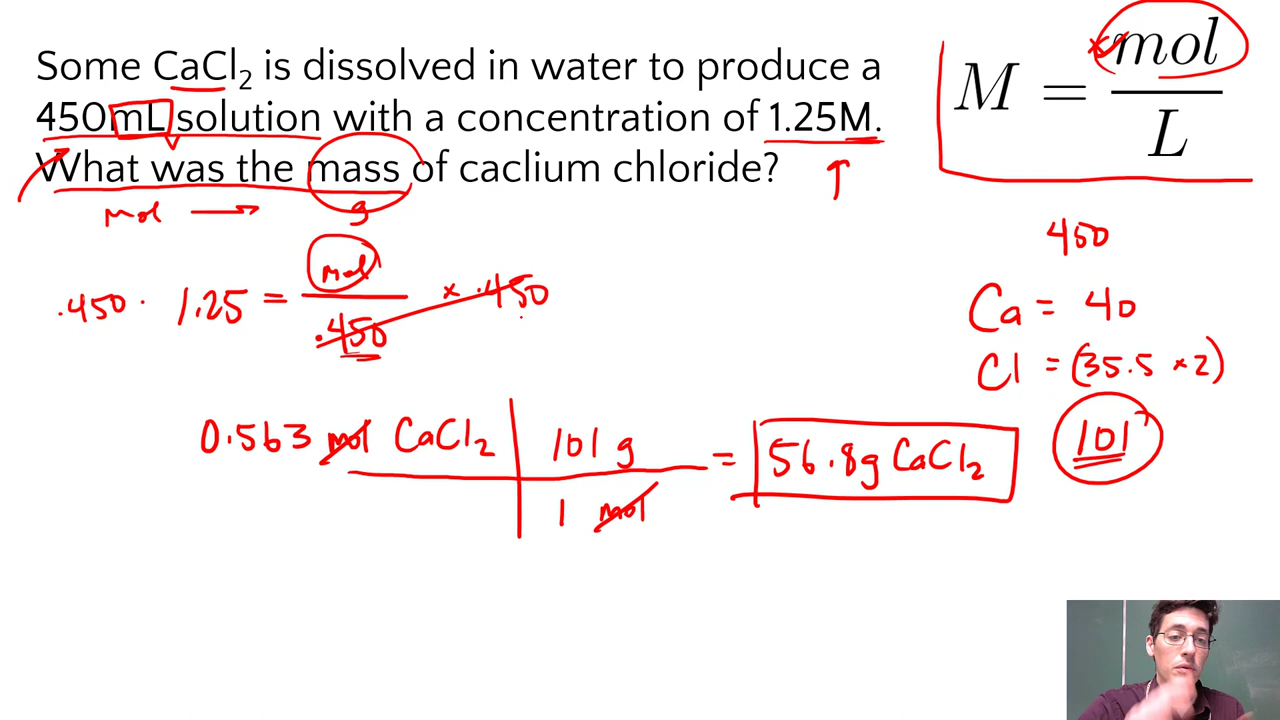 Some CaCl₂ is dissolved in water to produce a
450mL solution with a concentration of 1.25M.
What was the mass of caclium chloride?
M = mol / L
mol → g
450
.450 · 1.25 = mol / .450 × .450
Ca = 40
Cl = (35.5 × 2)
101
0.563 mol CaCl₂ | 101 g = 56.8g CaCl₂
1 mol